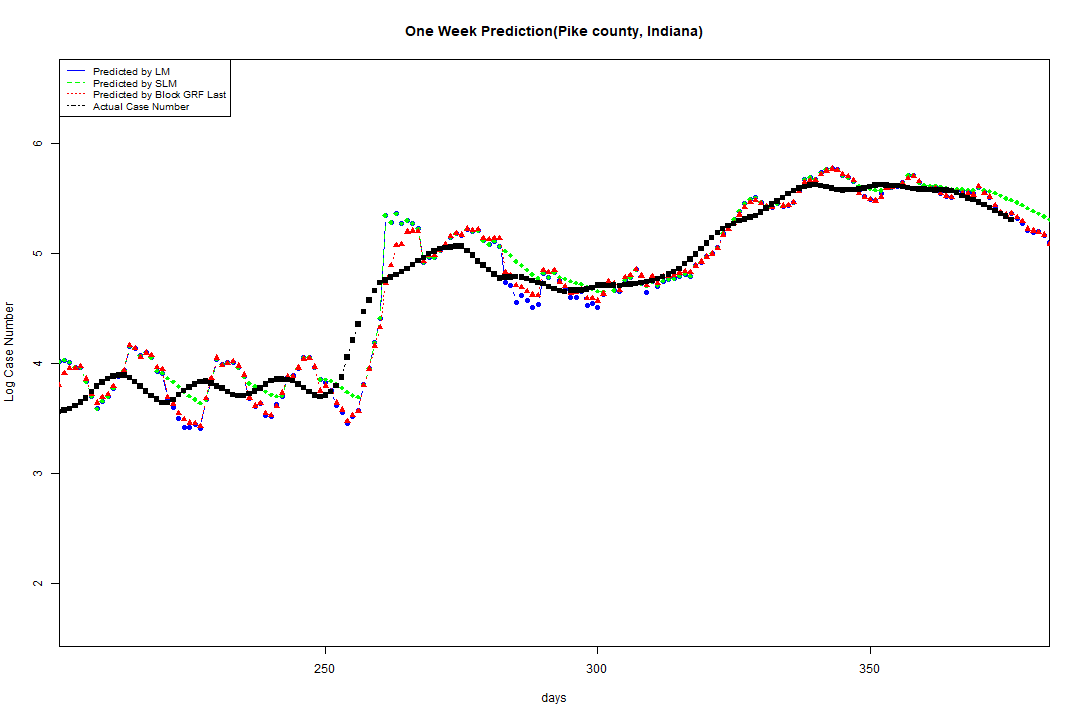 One Week Prediction(Pike county, Indiana)
Predicted by LM
Predicted by SLM
Predicted by Block GRF Last
Actual Case Number
6
5
4
3
2
Log Case Number
250
300
350
days